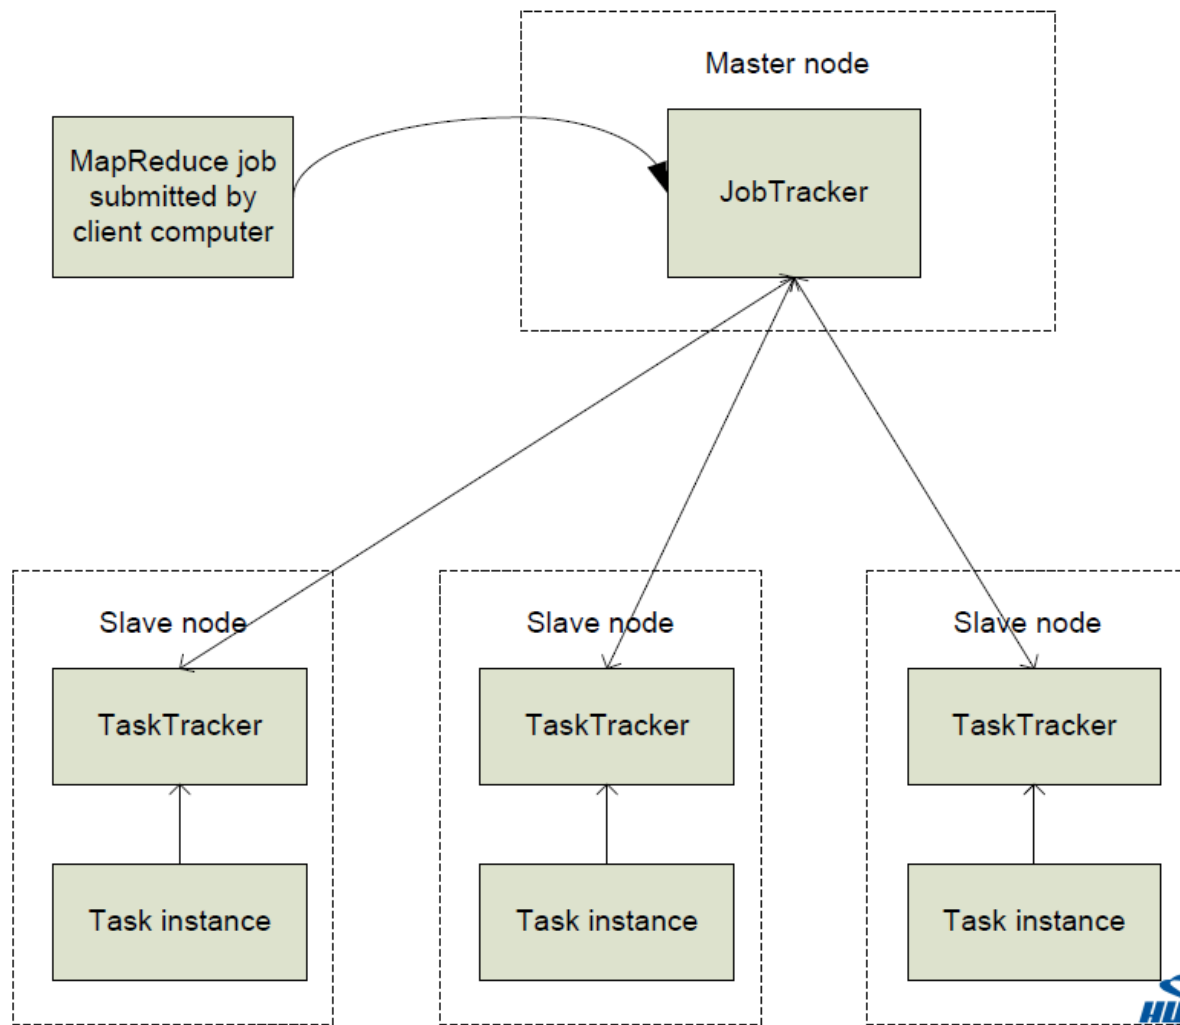 Master node
MapReduce job
submitted by
client computer
JobTracker
Slave node
Slave node
Slave node
TaskTracker
TaskTracker
TaskTracker
Task instance
Task instance
Task instance